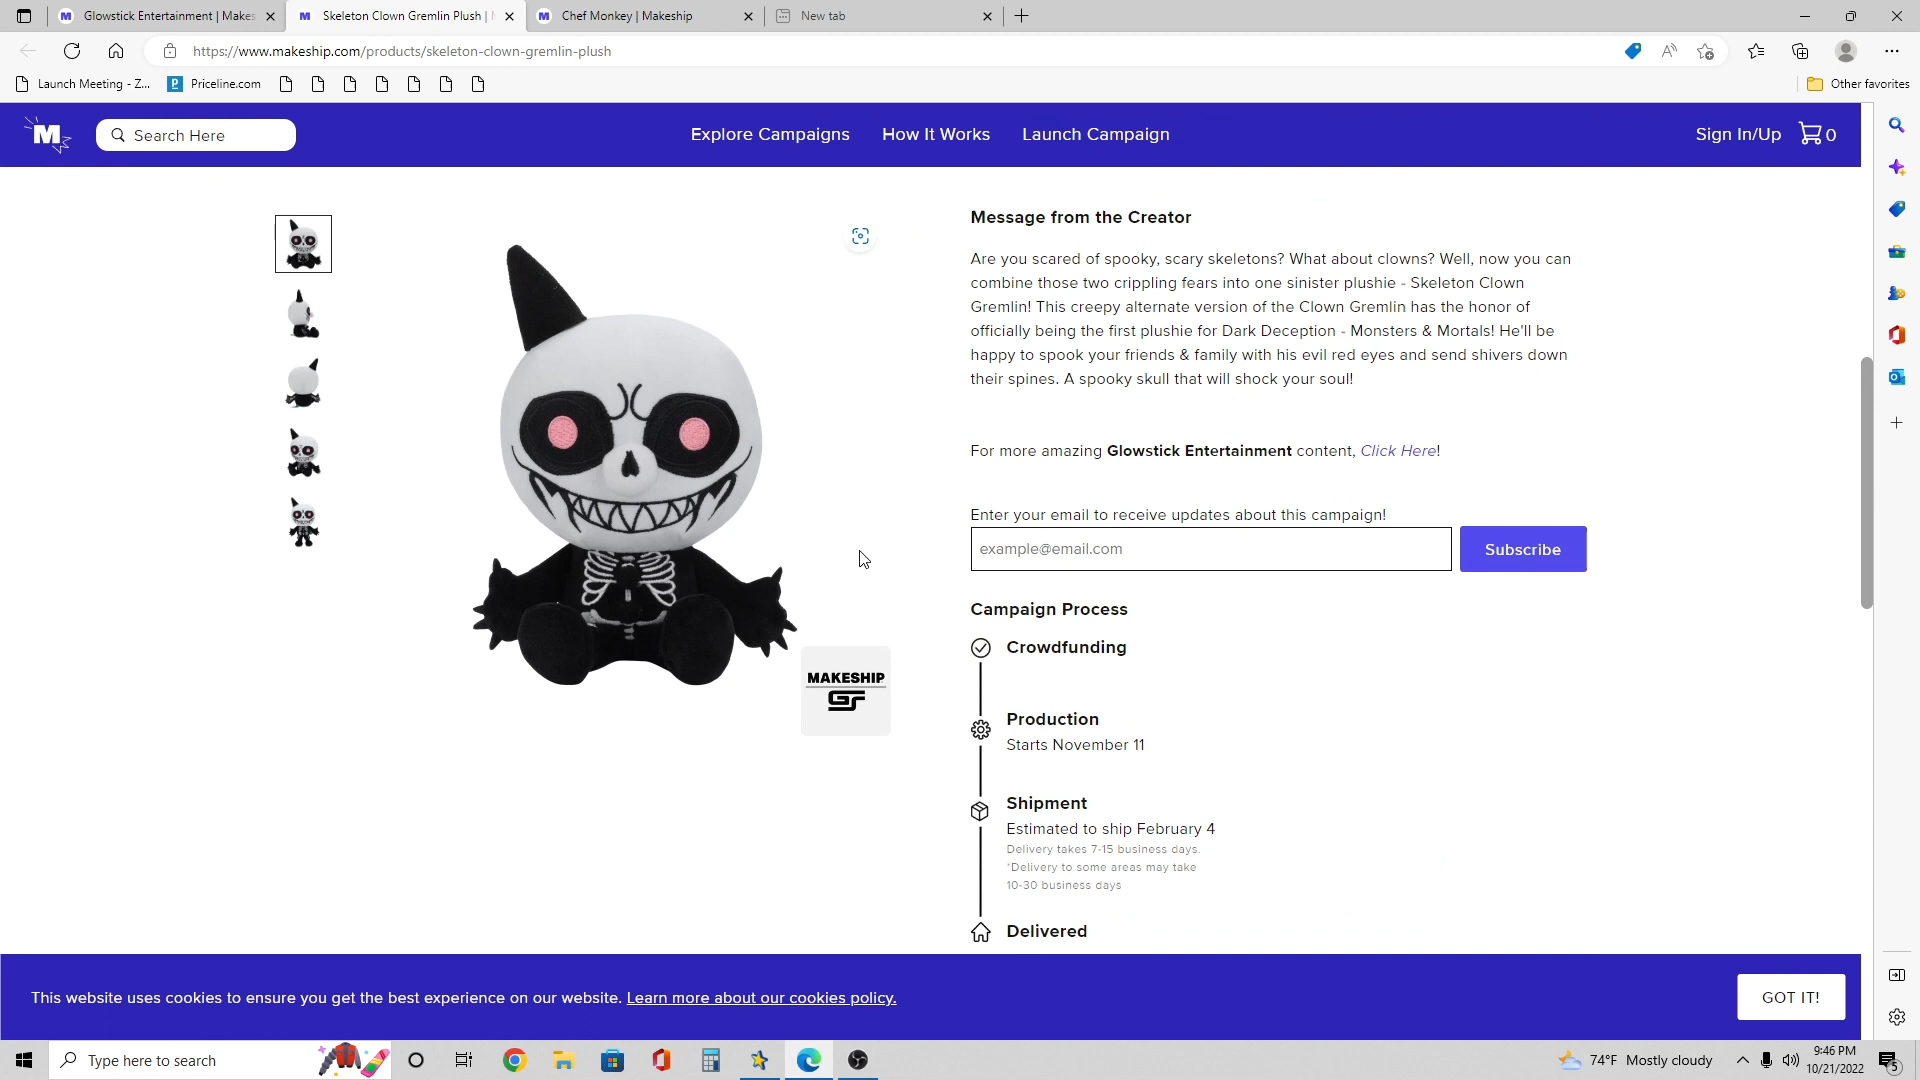 Glowstick Entertainment | Makes
Skeleton Clown Gremlin Plush |
Chef Monkey | Makeship
New tab
https://www.makeship.com/products/skeleton-clown-gremlin-plush
Launch Meeting - Z...
Priceline.com
Other favorites
M
Search Here
Explore Campaigns
How It Works
Launch Campaign
Sign In/Up
0
Message from the Creator
Are you scared of spooky, scary skeletons? What about clowns? Well, now you can
combine those two crippling fears into one sinister plushie - Skeleton Clown
Gremlin! This creepy alternate version of the Clown Gremlin has the honor of
officially being the first plushie for Dark Deception - Monsters & Mortals! He'll be
happy to spook your friends & family with his evil red eyes and send shivers down
their spines. A spooky skull that will shock your soul!
For more amazing Glowstick Entertainment content, Click Here!
Enter your email to receive updates about this campaign!
example@email.com
Subscribe
MAKESHIP
Campaign Process
Crowdfunding
Production
Starts November 11
Shipment
Estimated to ship February 4
Delivery takes 7-15 business days.
*Delivery to some areas may take
10-30 business days
Delivered
This website uses cookies to ensure you get the best experience on our website. Learn more about our cookies policy.
GOT IT!
Type here to search
74°F Mostly cloudy
9:46 PM
10/21/2022
5